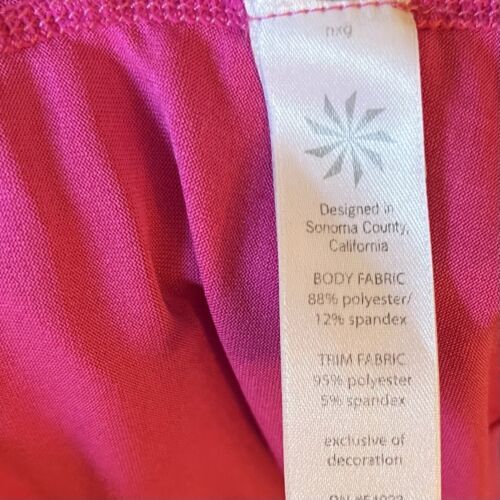 Designed in
Sonoma County,
California
BODY FABRIC
88% polyester/
12% spandex
TRIM FABRIC
95% polyester
5% spandex
exclusive of
decoration